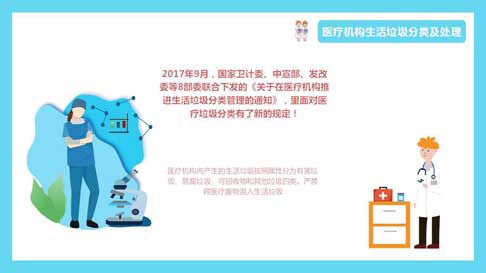 医疗机构生活垃圾分类及处理
2017年9月，国家卫计委、中宣部、发改
委等8部委联合下发的《关于在医疗机构推
进生活垃圾分类管理的通知》，里面对医
疗垃圾分类有了新的规定！
医疗机构内产生的生活垃圾按照属性分为有害垃
圾、易腐垃圾、可回收物和其他垃圾四类。严禁
将医疗废物混入生活垃圾